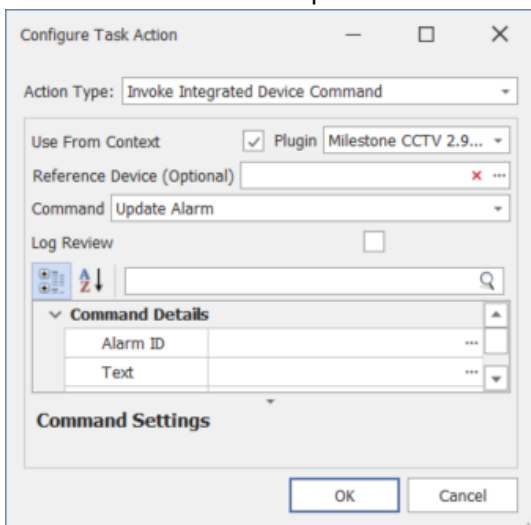 Configure Task Action
Action Type: Invoke Integrated Device Command
Use From Context Plugin Milestone CCTV 2.9...
Reference Device (Optional)
Command Update Alarm
Log Review
Command Details
Alarm ID
Text
Command Settings
OK Cancel